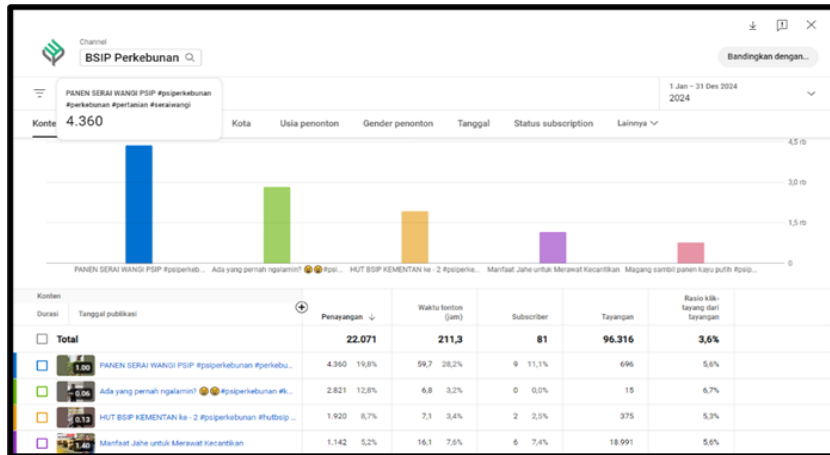 Channel
BSIP Perkebunan
Bandingkan dengan...
PANEN SERAI WANGI PSIP #psiperkebunan
#perkebunan #pertanian #seraiwangi
4.360
1 Jan – 31 Des 2024
2024
Konte
Kota
Usia penonton
Gender penonton
Tanggal
Status subscription
Lainnya
4,5 rb
3,0 rb
1,5 rb
0
PANEN SERAI WANGI PSIP #psiperkeb...
Ada yang pernah ngalamin? 😫😫#psi...
HUT BSIP KEMENTAN ke - 2 #psiperke...
Manfaat Jahe untuk Merawat Kecantikan
Magang sambil panen kayu putih #psip...
Konten
Durasi Tanggal publikasi
Penayangan
Waktu tonton
(jam)
Subscriber
Tayangan
Rasio klik-
tayang dari
tayangan
Total 22.071 211,3 81 96.316 3,6%
1.00 PANEN SERAI WANGI PSIP #psiperkebunan #perkebu... 4.360 19,8% 59,7 28,2% 9 11,1% 696 5,6%
0.06 Ada yang pernah ngalamin? 😫😫#psiperkebunan #k... 2.821 12,8% 6,8 3,2% 0 0,0% 15 6,7%
0.13 HUT BSIP KEMENTAN ke - 2 #psiperkebunan #hutbsip ... 1.920 8,7% 7,1 3,4% 2 2,5% 375 5,3%
1.40 Manfaat Jahe untuk Merawat Kecantikan 1.142 5,2% 16,1 7,6% 6 7,4% 18.991 5,6%